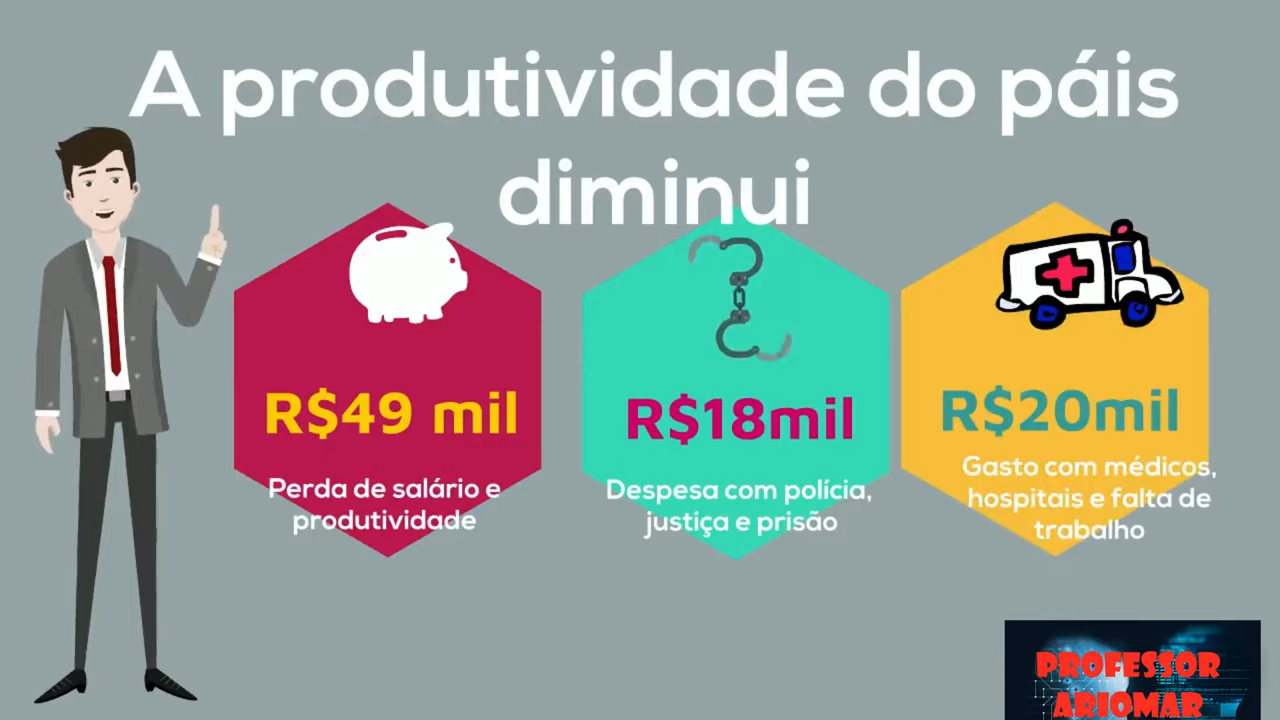 A produtividade do páis
diminui
R$49 mil
Perda de salário e
produtividade
R$18mil
Despesa com polícia,
justiça e prisão
R$20mil
Gasto com médicos,
hospitais e falta de
trabalho
PROFESSOR
ARIOMAR